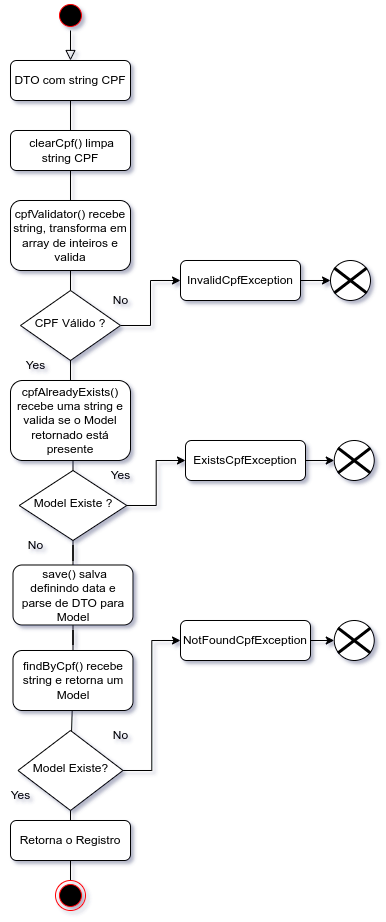 DTO com string CPF
clearCpf() limpa
string CPF
cpfValidator() recebe
string, transforma em
array de inteiros e
valida
No
InvalidCpfException
CPF Válido ?
Yes
cpfAlreadyExists()
recebe uma string e
valida se o Model
retornado está
presente
Yes
ExistsCpfException
Model Existe ?
No
save() salva
definindo data e
parse de DTO para
Model
NotFoundCpfException
findByCpf() recebe
string e retorna um
Model
No
Model Existe?
Yes
Retorna o Registro